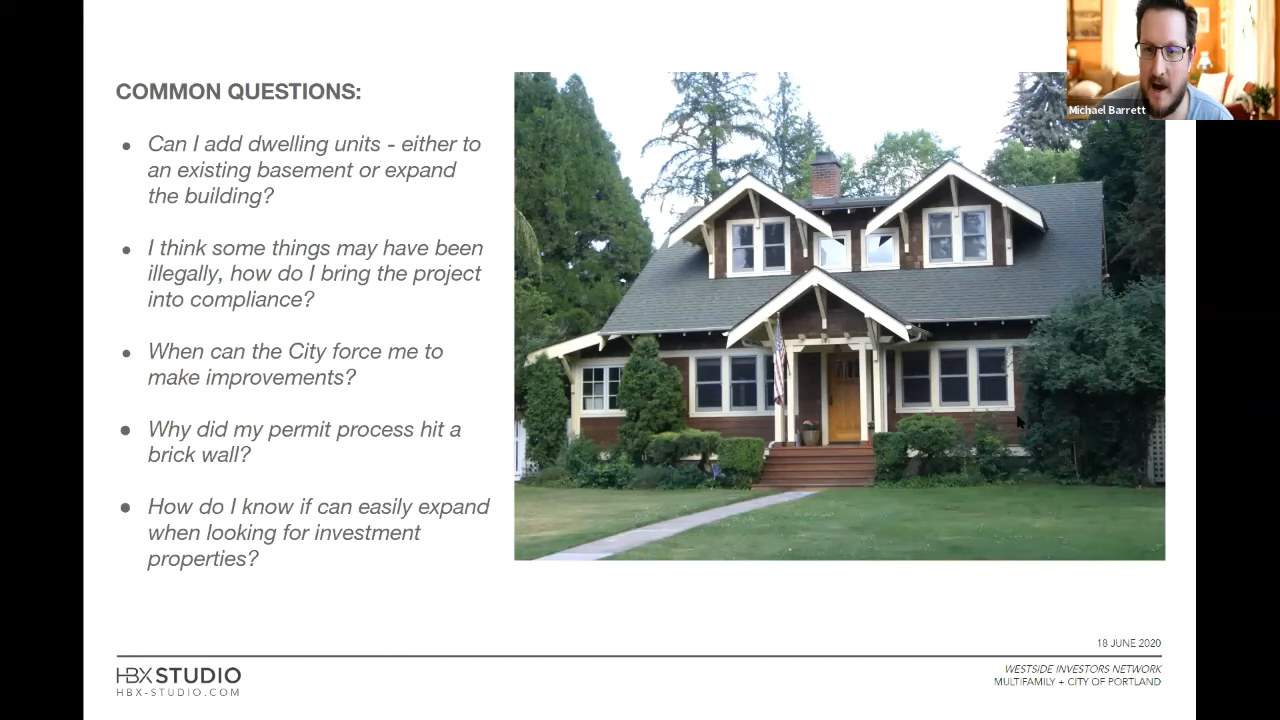 Michael Barrett
COMMON QUESTIONS:
• Can I add dwelling units - either to
an existing basement or expand
the building?
• I think some things may have been
illegally, how do I bring the project
into compliance?
• When can the City force me to
make improvements?
• Why did my permit process hit a
brick wall?
• How do I know if can easily expand
when looking for investment
properties?
18 JUNE 2020
HBX STUDIO
HBX-STUDIO.COM
WESTSIDE INVESTORS NETWORK
MULTIFAMILY + CITY OF PORTLAND